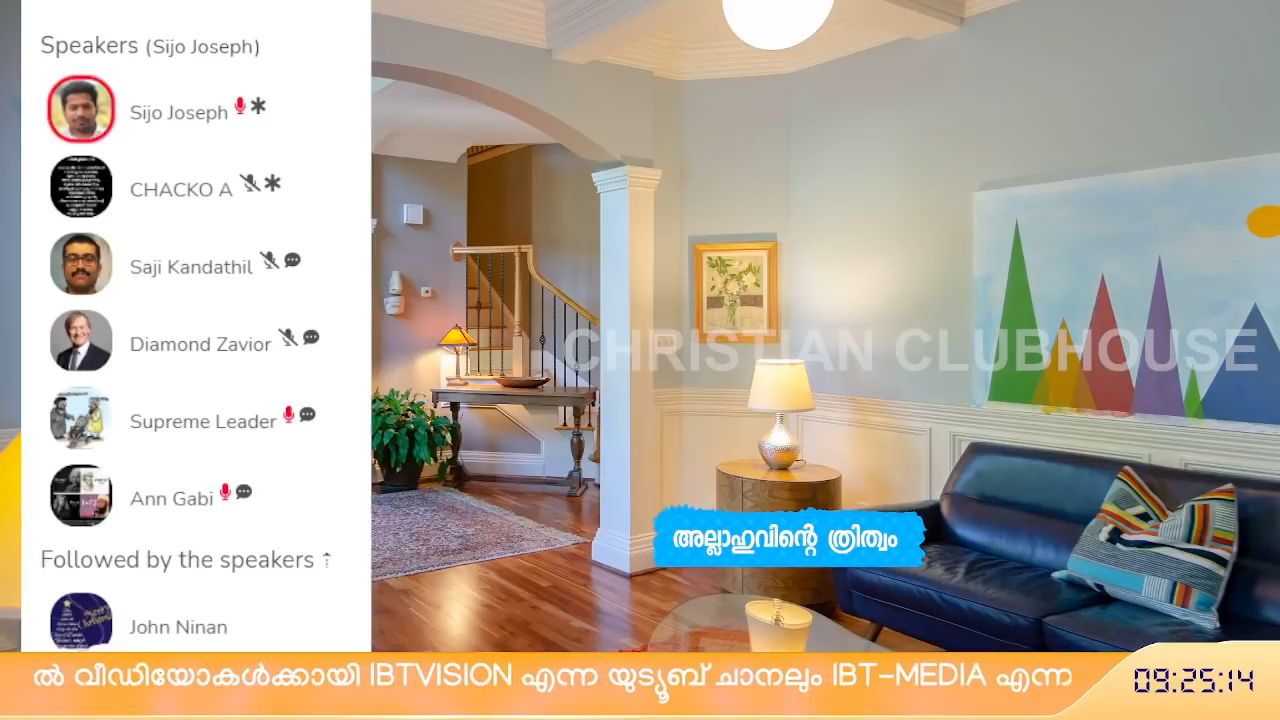 Speakers (Sijo Joseph)
Sijo Joseph
CHACKO A
Saji Kandathil
Diamond Zavior
Supreme Leader
Ann Gabi
Followed by the speakers
John Ninan
CHRISTIAN CLUBHOUSE
അല്ലാഹുവിന്റെ ത്രിത്വം
ൽ വീഡിയോകൾക്കായി IBTVISION എന്ന യുട്യൂബ് ചാനലും IBT-MEDIA എന്ന
09:25:14